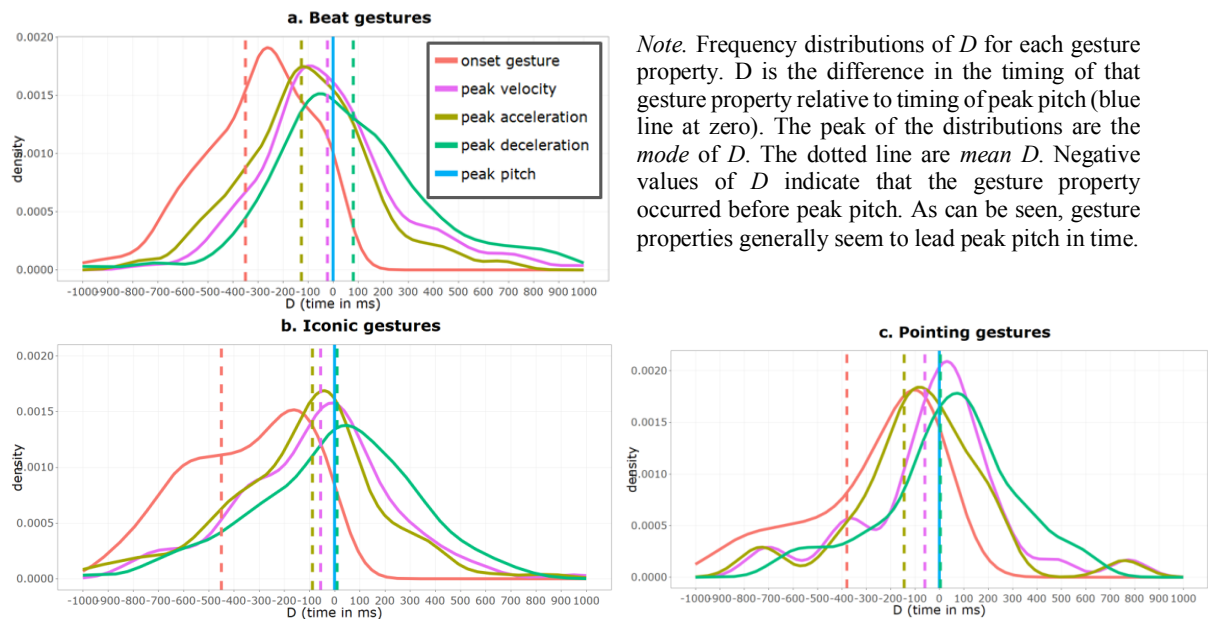 a. Beat gestures
0.0020
0.0015
0.0010
0.0005
0.0000
density
onset gesture
peak velocity
peak acceleration
peak deceleration
peak pitch
-1000-900-800-700-600-500-400-300-200-100 0 100 200 300 400 500 600 700 800 900 1000
D (time in ms)
Note. Frequency distributions of D for each gesture
property. D is the difference in the timing of that
gesture property relative to timing of peak pitch (blue
line at zero). The peak of the distributions are the
mode of D. The dotted line are mean D. Negative
values of D indicate that the gesture property
occurred before peak pitch. As can be seen, gesture
properties generally seem to lead peak pitch in time.
b. Iconic gestures
0.0020
0.0015
0.0010
0.0005
0.0000
density
-1000-900-800-700-600-500-400-300-200-100 0 100 200 300 400 500 600 700 800 900 1000
D (time in ms)
c. Pointing gestures
0.0020
0.0015
0.0010
0.0005
0.0000
density
-1000-900-800-700-600-500-400-300-200-100 0 100 200 300 400 500 600 700 800 900 1000
D (time in ms)